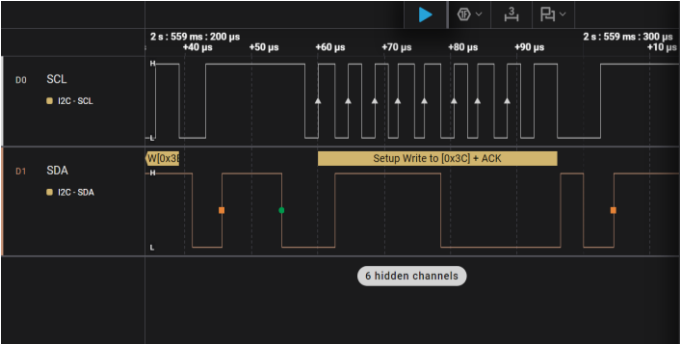 3
2 s : 559 ms : 200 µs
2 s : 559 ms : 300 µs
+40 µs
+50 µs
+60 µs
+70 µs
+80 µs
+90 µs
+10 µs
D0
SCL
I2C - SCL
H
L
W[0x3
Setup Write to [0x3C] + ACK
D1
SDA
I2C - SDA
H
L
6 hidden channels